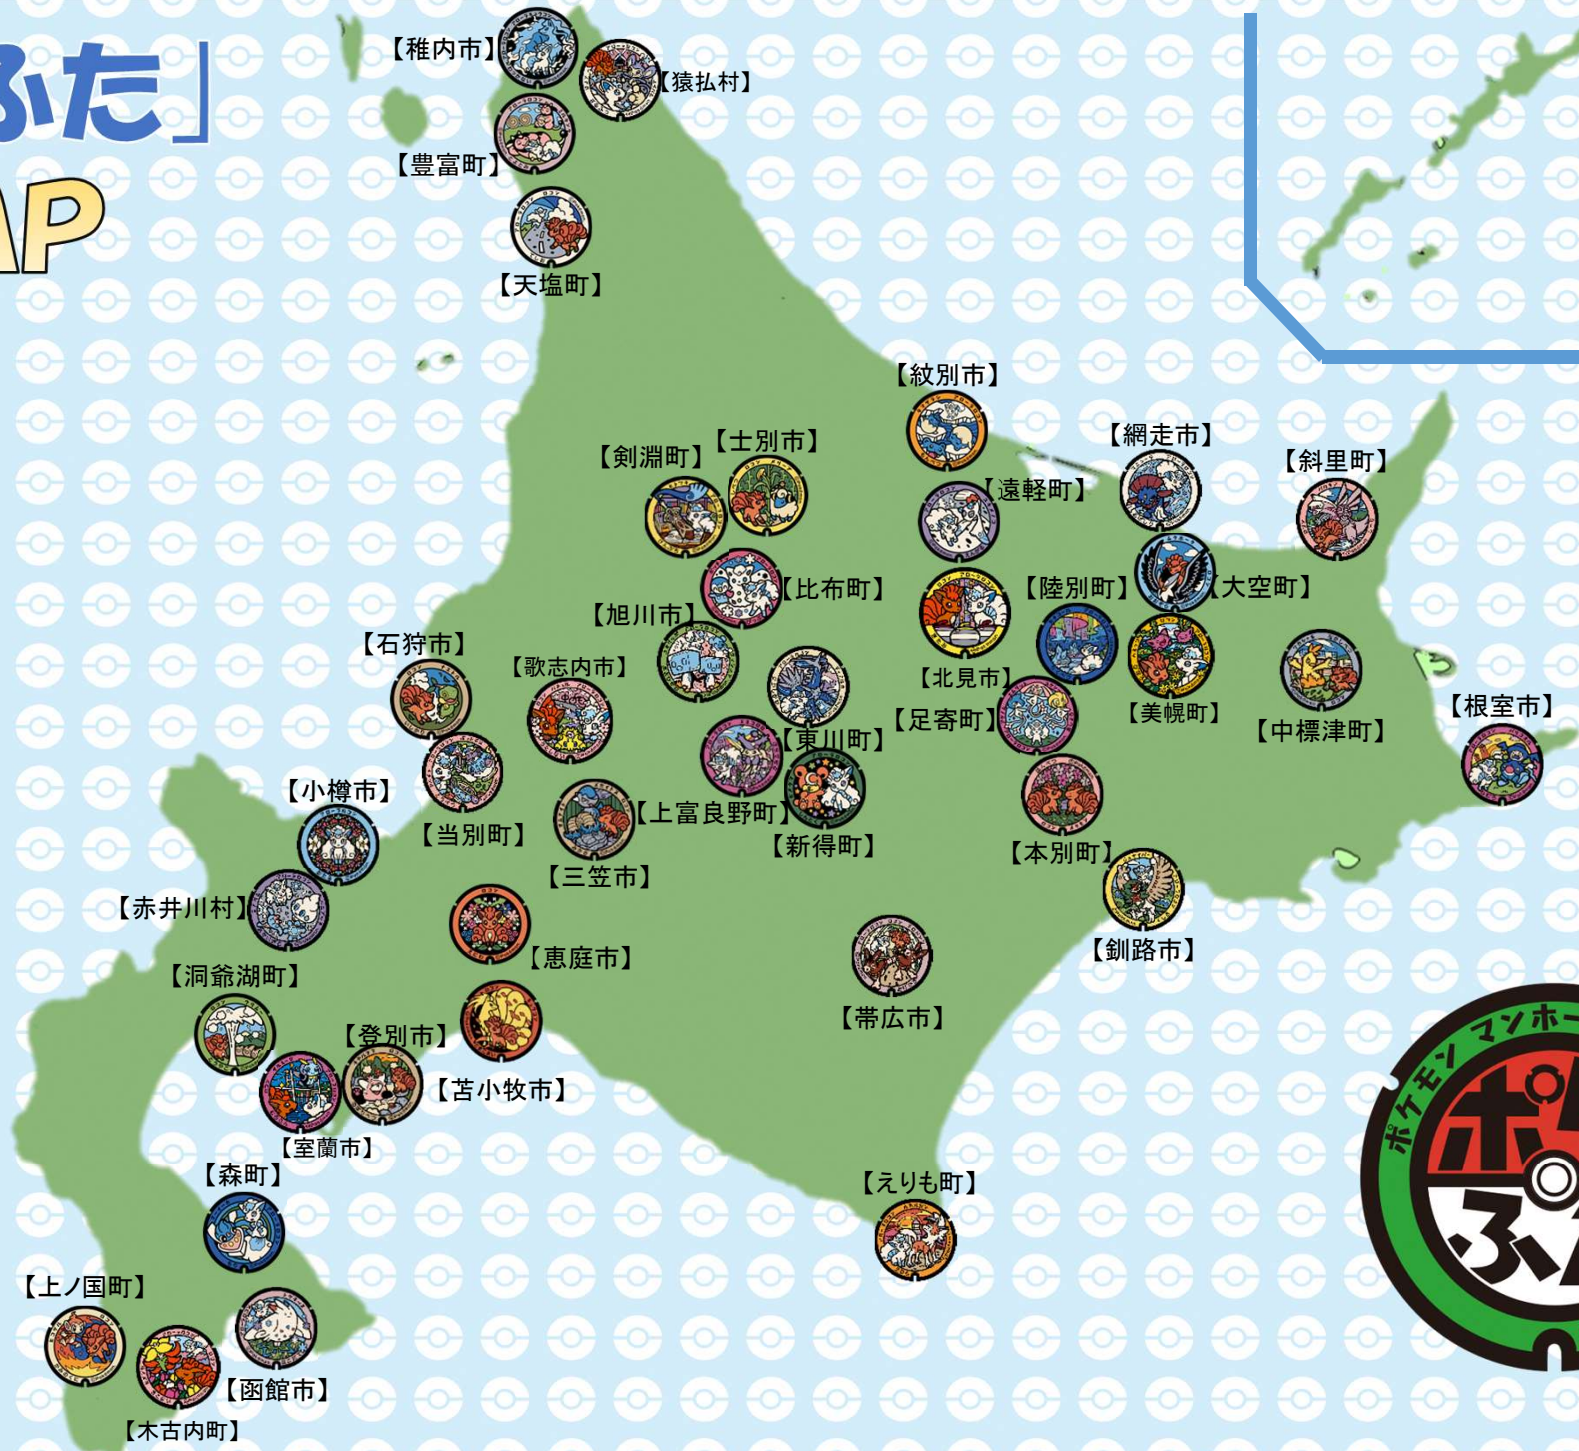 ふた」
AP
【稚内市】
【猿払村】
【豊富町】
【天塩町】
【紋別市】
【士別市】
【剣淵町】
【網走市】
【斜里町】
【遠軽町】
【比布町】
【陸別町】
【大空町】
【旭川市】
【石狩市】
【歌志内市】
【北見市】
【足寄町】
【美幌町】
【中標津町】
【根室市】
【東川町】
【小樽市】
【上富良野町】
【当別町】
【新得町】
【本別町】
【三笠市】
【赤井川村】
【恵庭市】
【釧路市】
【洞爺湖町】
【帯広市】
【登別市】
【苫小牧市】
【室蘭市】
【森町】
【えりも町】
【上ノ国町】
【函館市】
【木古内町】
ポケモン マンホー
ポ
ふ